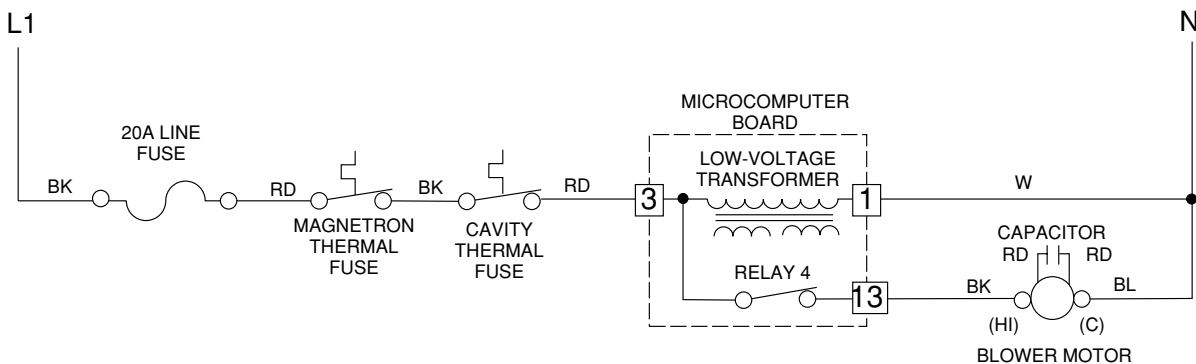 L1
N
MICROCOMPUTER
BOARD
20A LINE
FUSE
LOW-VOLTAGE
TRANSFORMER
BK
RD
BK
RD
3
1
W
MAGNETRON
THERMAL
FUSE
CAVITY
THERMAL
FUSE
CAPACITOR
RD
RD
RELAY 4
13
BK
BL
(HI)
(C)
BLOWER MOTOR